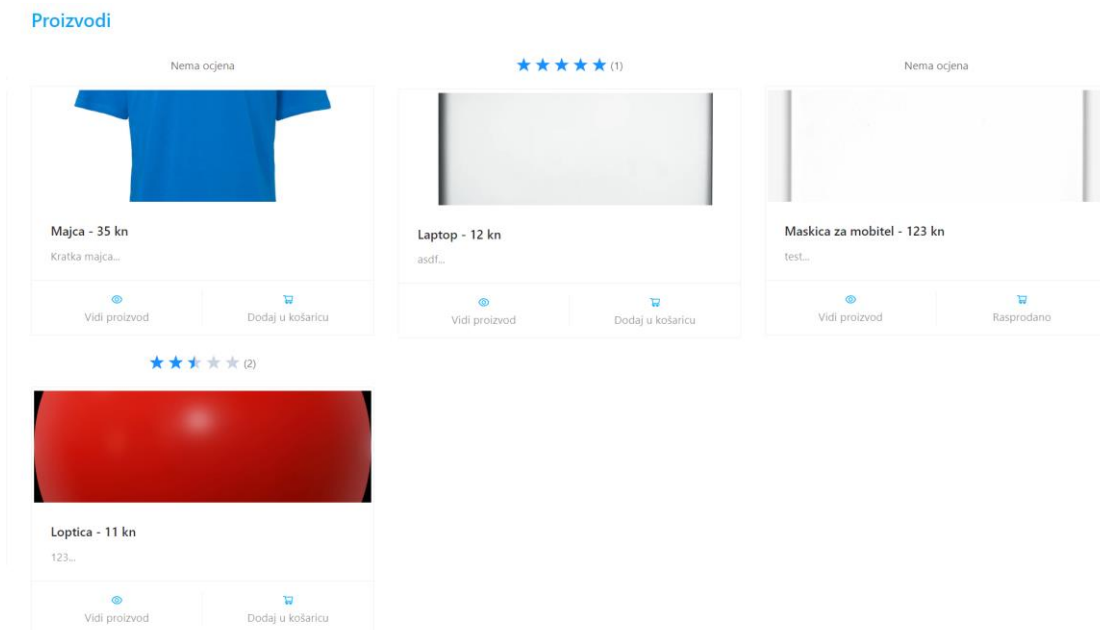 Proizvodi
Nema ocjena
(1)
Nema ocjena
Majca - 35 kn
Kratka majca...
Vidi proizvod
Dodaj u košaricu
Laptop - 12 kn
asdf...
Vidi proizvod
Dodaj u košaricu
Maskica za mobitel - 123 kn
test...
Vidi proizvod
Rasprodano
(2)
Loptica - 11 kn
123...
Vidi proizvod
Dodaj u košaricu